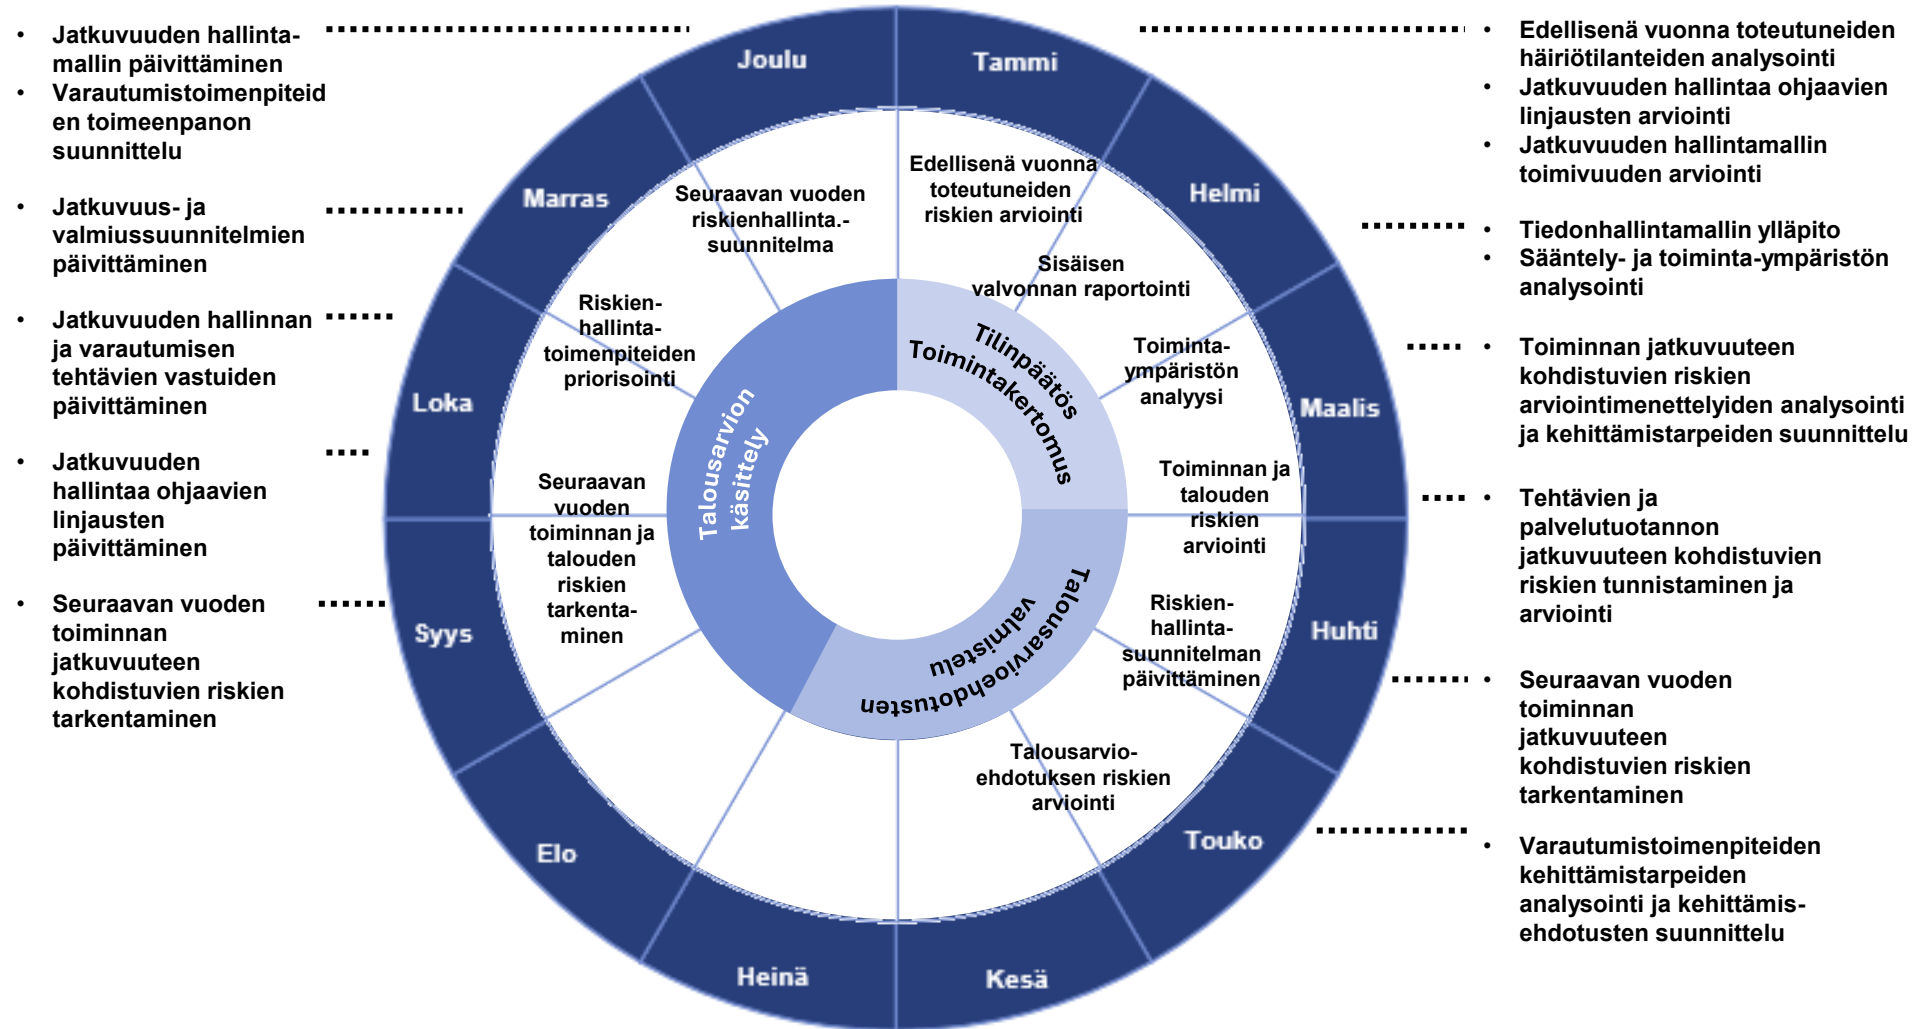 • Jatkuvuuden hallinta-
mallin päivittäminen
• Varautumistoimenpiteid
en toimeenpanon
suunnittelu
• Jatkuvuus- ja
valmiussuunnitelmien
päivittäminen
• Jatkuvuuden hallinnan
ja varautumisen
tehtävien vastuiden
päivittäminen
• Jatkuvuuden
hallintaa ohjaavien
linjausten
päivittäminen
• Seuraavan vuoden
toiminnan
jatkuvuuteen
kohdistuvien riskien
tarkentaminen
Joulu
Tammi
Helmi
Maalis
Huhti
Touko
Kesä
Heinä
Elo
Syys
Loka
Marras
Edellisenä vuonna
toteutuneiden
riskien arviointi
Sisäisen
valvonnan raportointi
Toiminta-
ympäristön
analyysi
Toiminnan ja
talouden
riskien
arviointi
Riskien-
hallinta-
suunnitelman
päivittäminen
Talousarvio-
ehdotuksen riskien
arviointi
Seuraavan
vuoden
toiminnan ja
talouden
riskien
tarkenta-
minen
Riskien-
hallinta-
toimenpiteiden
priorisointi
Seuraavan vuoden
riskienhallinta.-
suunnitelma
Tilinpäätös
Toimintakertomus
Talousarvioehdotusten
valmistelu
Talousarvion
käsittely
• Edellisenä vuonna toteutuneiden
häiriötilanteiden analysointi
• Jatkuvuuden hallintaa ohjaavien
linjausten arviointi
• Jatkuvuuden hallintamallin
toimivuuden arviointi
• Tiedonhallintamallin ylläpito
• Sääntely- ja toiminta-ympäristön
analysointi
• Toiminnan jatkuvuuteen
kohdistuvien riskien
arviointimenettelyiden analysointi
ja kehittämistarpeiden suunnittelu
• Tehtävien ja
palvelutuotannon
jatkuvuuteen kohdistuvien
riskien tunnistaminen ja
arviointi
• Seuraavan vuoden
toiminnan
jatkuvuuteen
kohdistuvien riskien
tarkentaminen
• Varautumistoimenpiteiden
kehittämistarpeiden
analysointi ja kehittämis-
ehdotusten suunnittelu